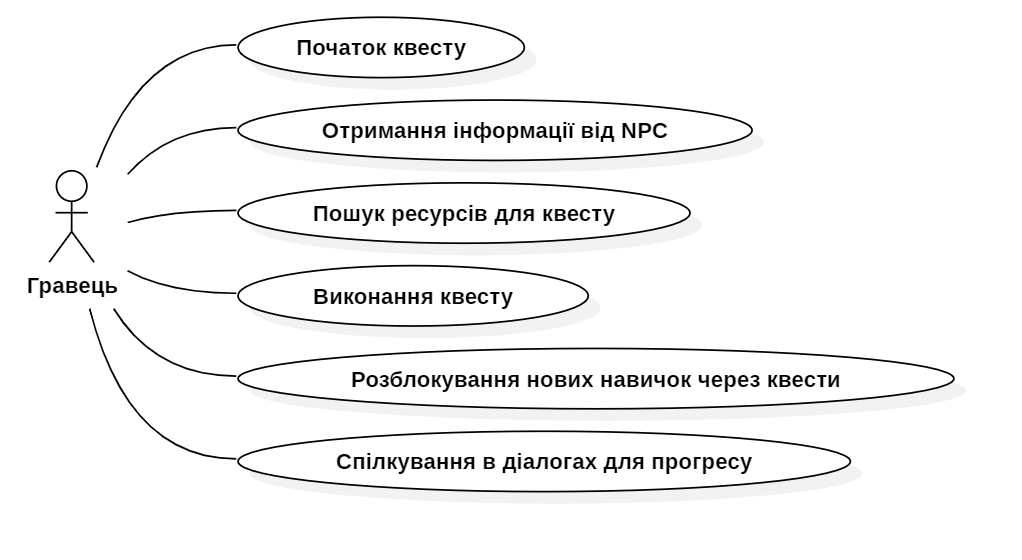 Початок квесту
Отримання інформації від NPC
Пошук ресурсів для квесту
Гравець
Виконання квесту
Розблокування нових навичок через квести
Спілкування в діалогах для прогресу